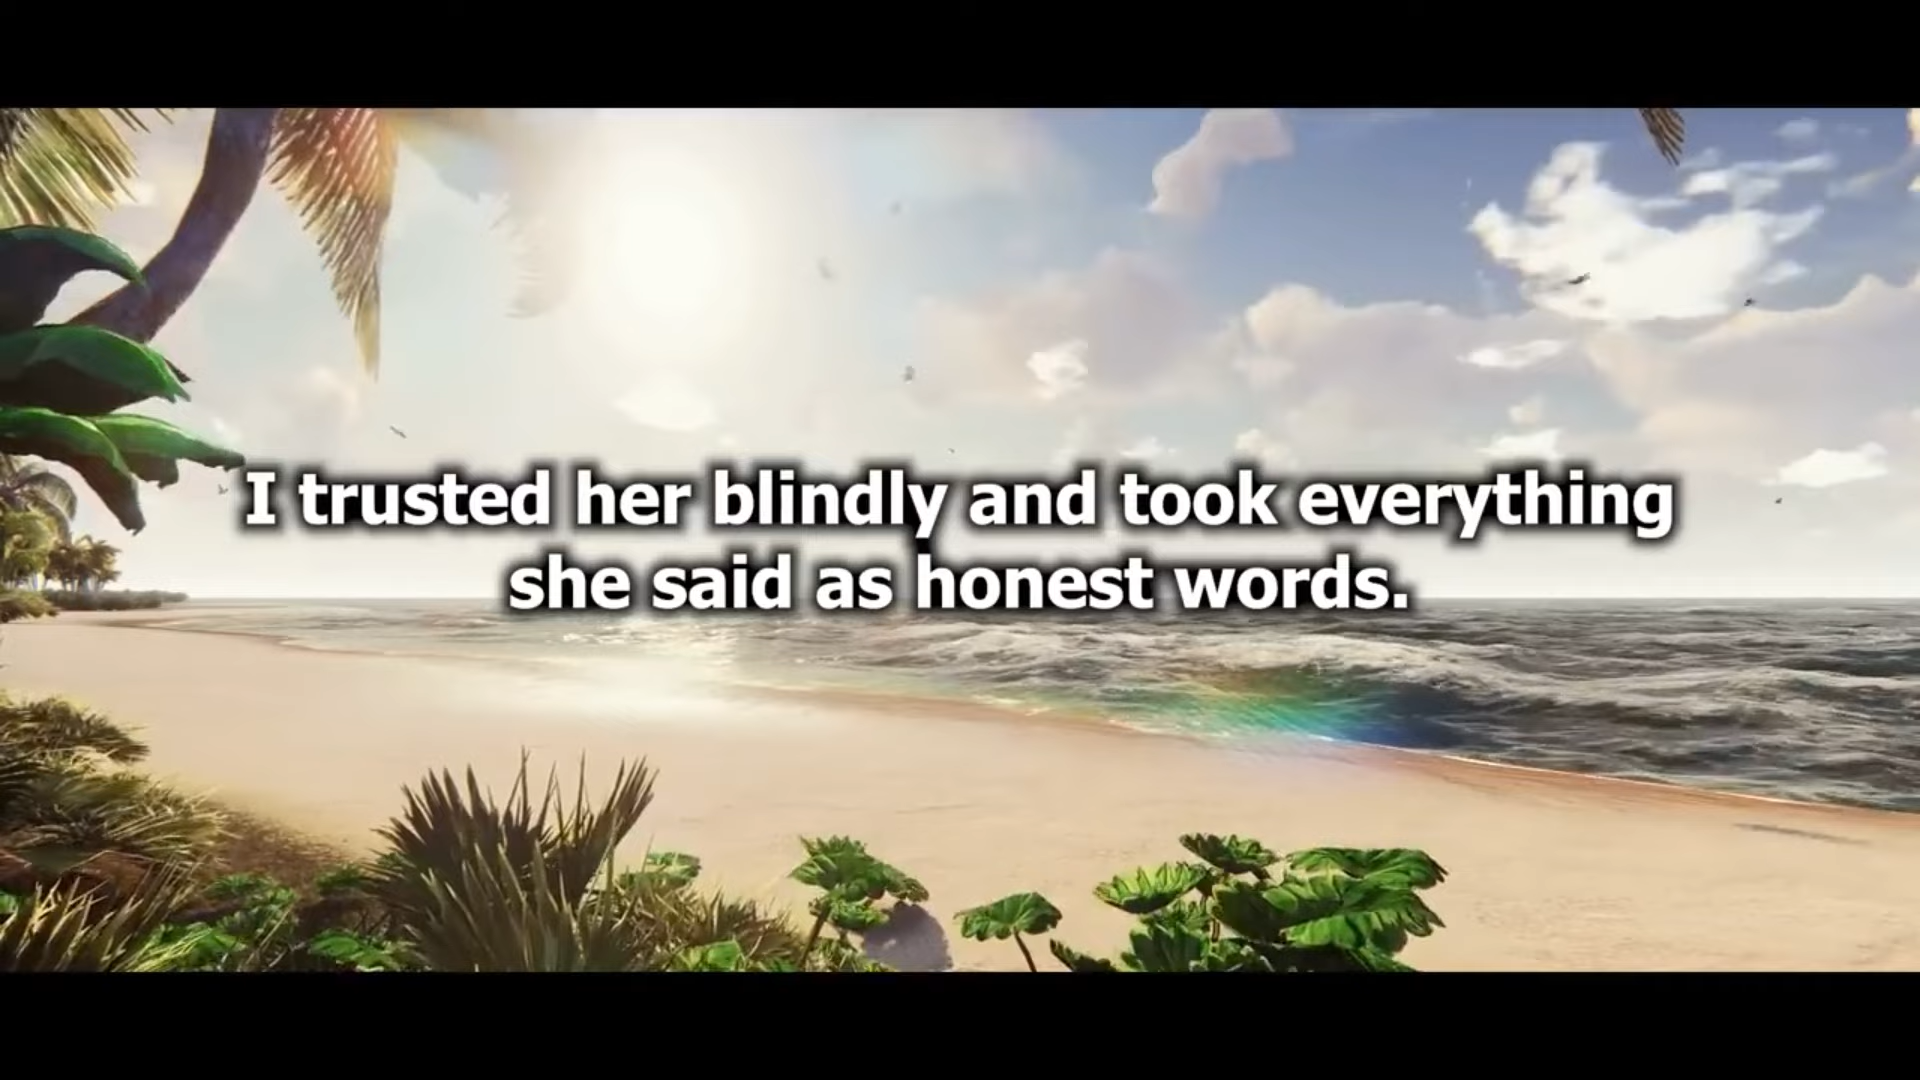 I trusted her blindly and took everything
she said as honest words.